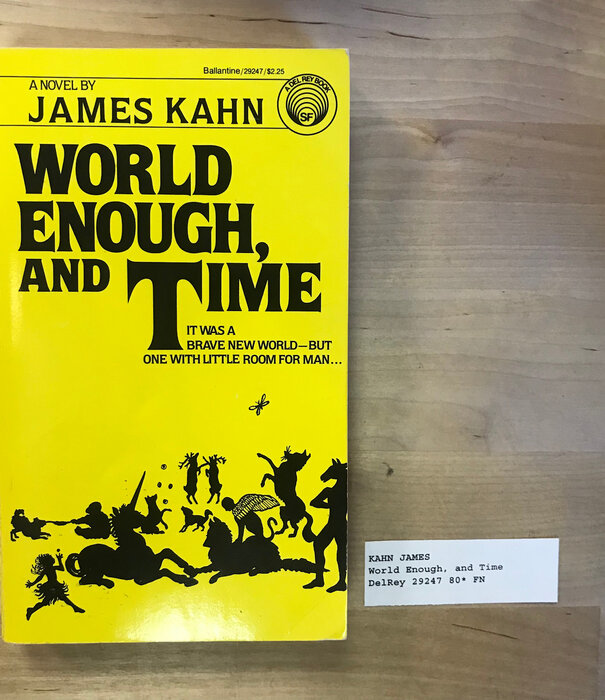 Ballantine/29247/$2.25
A NOVEL BY
JAMES KAHN
A DEL REY BOOK
SF
WORLD
ENOUGH,
AND TIME
IT WAS A
BRAVE NEW WORLD—BUT
ONE WITH LITTLE ROOM FOR MAN...
KAHN JAMES
World Enough, and Time
DelRey 29247 80* FN